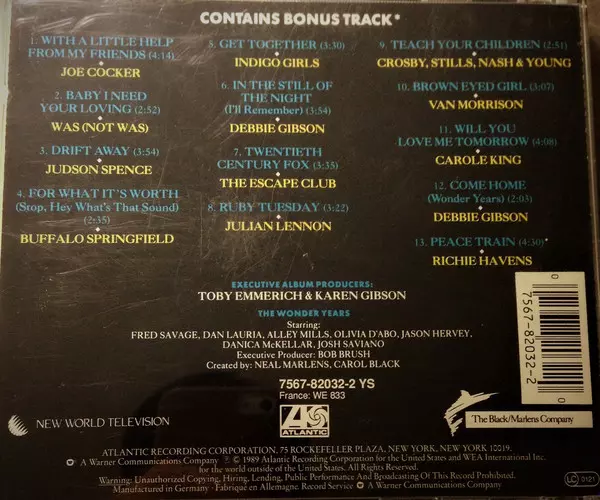 CONTAINS BONUS TRACK*
1. WITH A LITTLE HELP
FROM MY FRIENDS (4:14)
JOE COCKER
2. BABY I NEED
YOUR LOVING (2:52)
WAS (NOT WAS)
3. DRIFT AWAY (3:54)
JUDSON SPENCE
4. FOR WHAT IT'S WORTH
(Stop, Hey What's That Sound)
(2:35)
BUFFALO SPRINGFIELD
5. GET TOGETHER (3:30)
INDIGO GIRLS
6. IN THE STILL OF
THE NIGHT
(I'll Remember) (3:54)
DEBBIE GIBSON
7. TWENTIETH
CENTURY FOX (3:35)
THE ESCAPE CLUB
8. RUBY TUESDAY (3:22)
JULIAN LENNON
9. TEACH YOUR CHILDREN (2:51)
CROSBY, STILLS, NASH & YOUNG
10. BROWN EYED GIRL (3:07)
VAN MORRISON
11. WILL YOU
LOVE ME TOMORROW (4:08)
CAROLE KING
12. COME HOME
(Wonder Years) (2:03)
DEBBIE GIBSON
13. PEACE TRAIN (4:30)*
RICHIE HAVENS
EXECUTIVE ALBUM PRODUCERS:
TOBY EMMERICH & KAREN GIBSON
THE WONDER YEARS
Starring:
FRED SAVAGE, DAN LAURIA, ALLEY MILLS, OLIVIA D'ABO, JASON HERVEY,
DANICA McKELLAR, JOSH SAVIANO
Executive Producer: BOB BRUSH
Created by: NEAL MARLENS, CAROL BLACK
7567-82032-2 YS
France: WE 833
7567-82032-2
NEW WORLD TELEVISION
ATLANTIC
The Black/Marlens Company
ATLANTIC RECORDING CORPORATION, 75 ROCKEFELLER PLAZA, NEW YORK, NEW YORK 10019.
A Warner Communications Company ℗ © 1989 Atlantic Recording Corporation for the United States and WEA International Inc.
for the world outside of the United States. All Rights Reserved.
Warning: Unauthorized Copying, Hiring, Lending, Public Performance And Broadcasting Of This Record Prohibited.
Manufactured in Germany · Fabriqué en Allemagne. Record Service A Warner Communications Company.
LC 0121